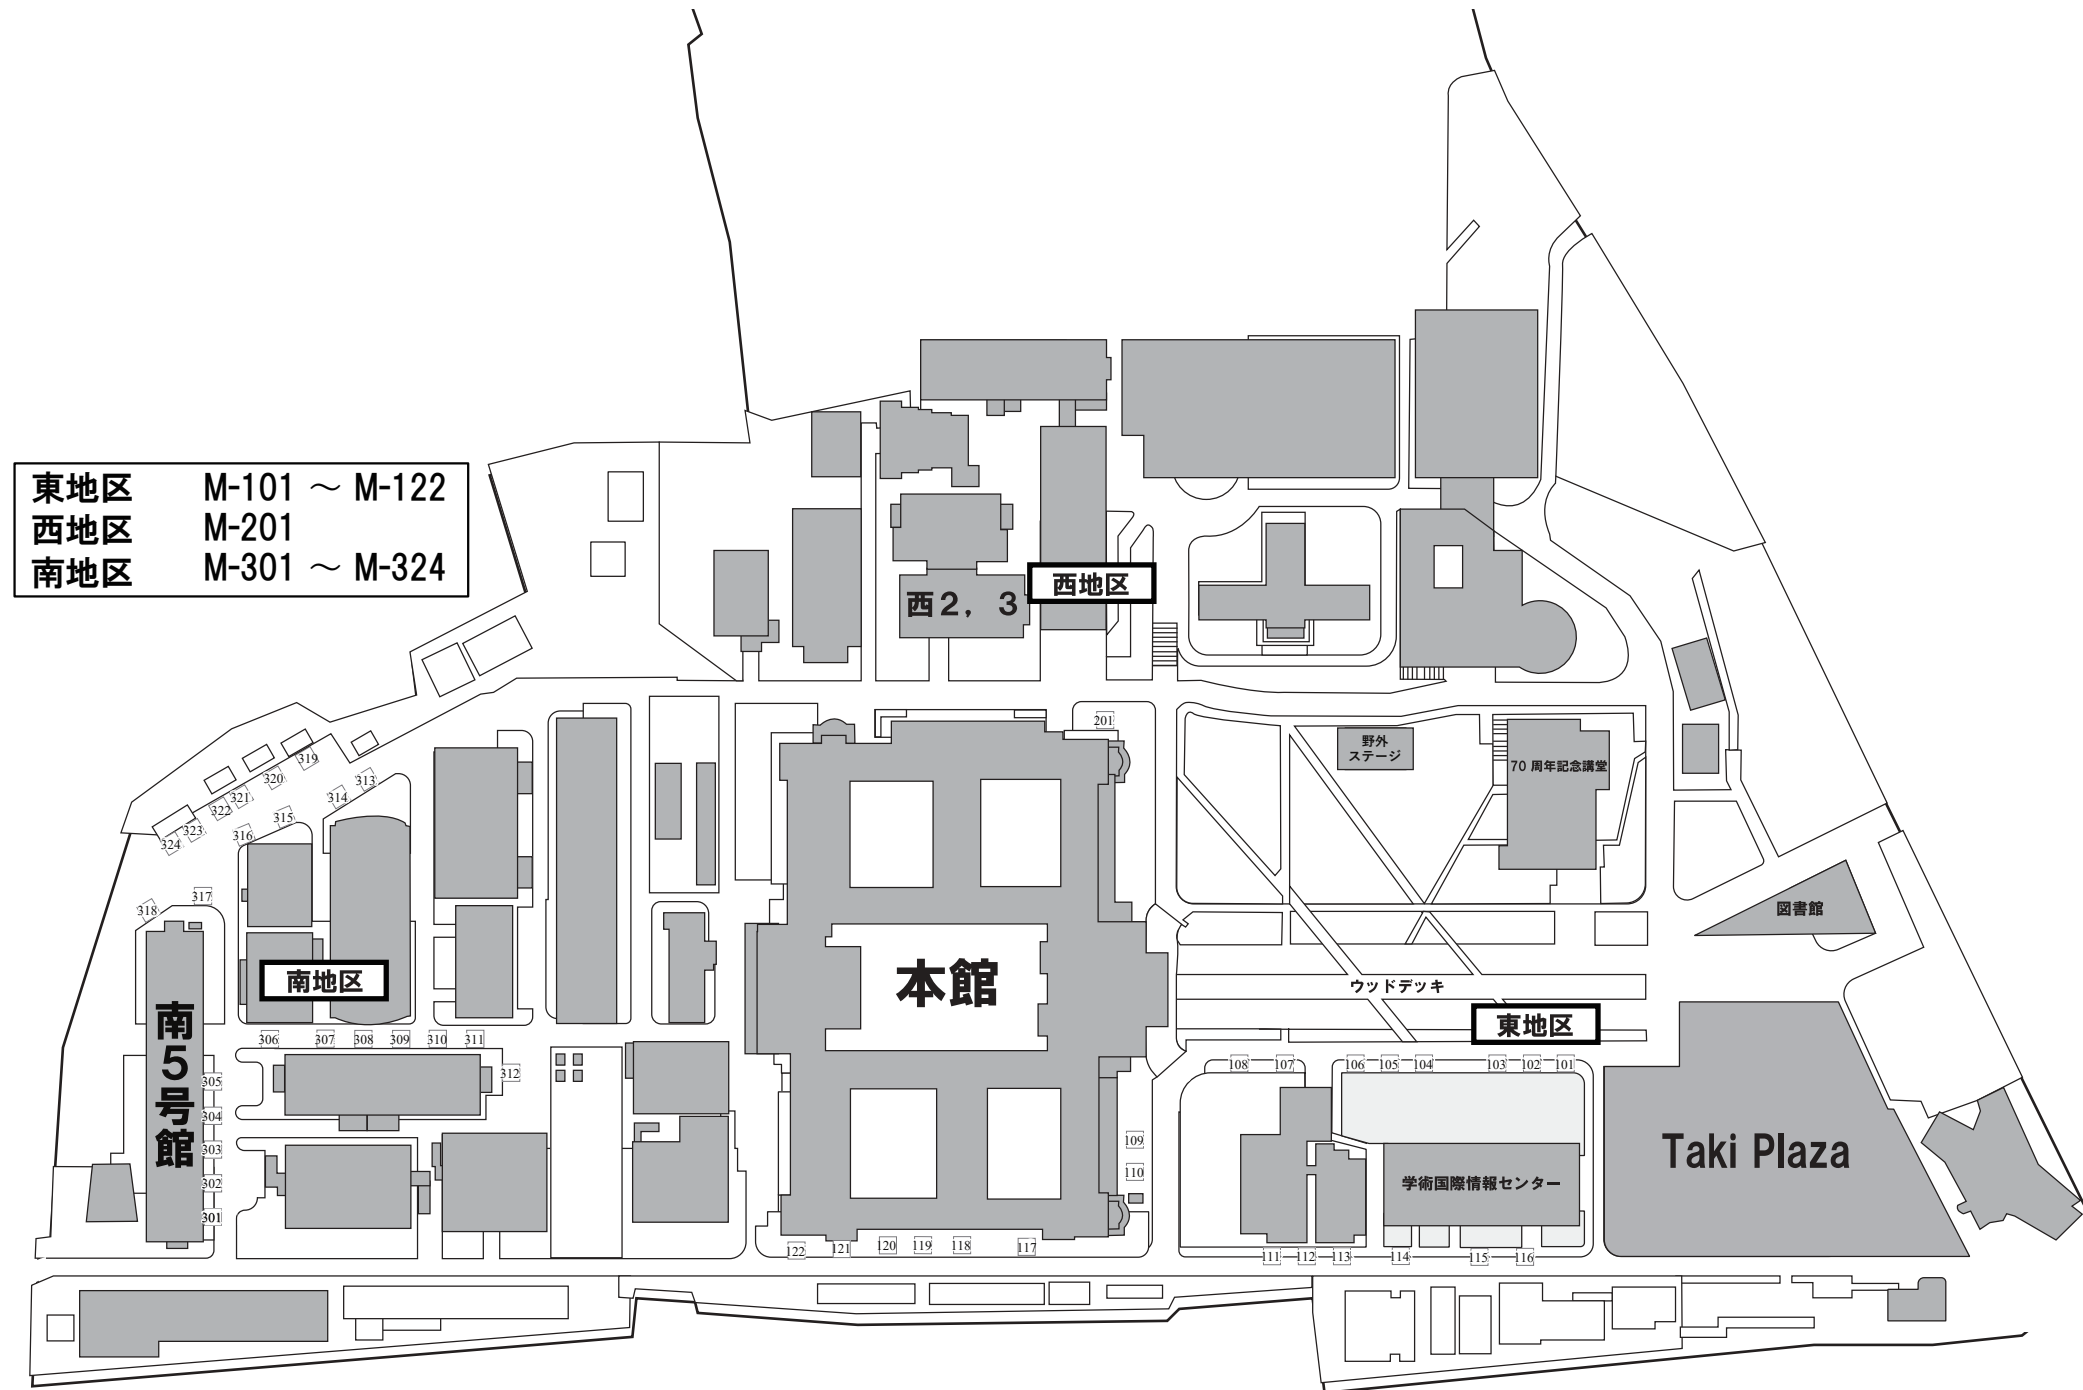 東地区 M-101 ～ M-122
西地区 M-201
南地区 M-301 ～ M-324
西地区
西２，３
201
野外
ステージ
70 周年記念講堂
319
320
313
321
314
322
315
323
316
324
317
318
図書館
南地区
本館
ウッドデッキ
東地区
南５号館
306 307 308 309 310 311
312
305
304
303
302
301
108 107 106 105 104 103 102 101
109
110
Taki Plaza
学術国際情報センター
122 121 120 119 118 117
111 112 113 114 115 116